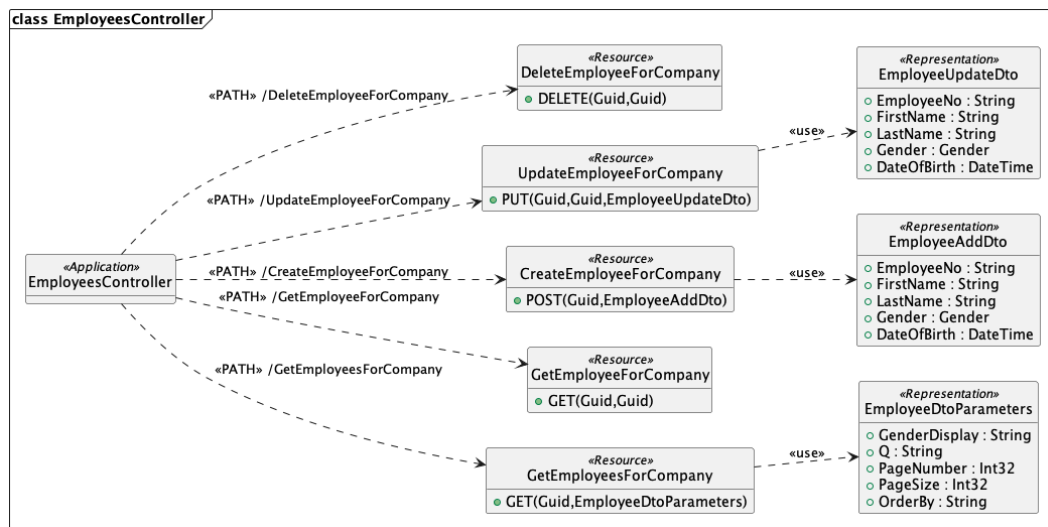 class EmployeesController
«Resource»
DeleteEmployeeForCompany
DELETE(Guid,Guid)
«Representation»
EmployeeUpdateDto
EmployeeNo : String
FirstName : String
LastName : String
Gender : Gender
DateOfBirth : DateTime
«PATH» /DeleteEmployeeForCompany
«use»
«Resource»
UpdateEmployeeForCompany
PUT(Guid,Guid,EmployeeUpdateDto)
«PATH» /UpdateEmployeeForCompany
«Representation»
EmployeeAddDto
EmployeeNo : String
FirstName : String
LastName : String
Gender : Gender
DateOfBirth : DateTime
«Application»
EmployeesController
«PATH» /CreateEmployeeForCompany
«Resource»
CreateEmployeeForCompany
POST(Guid,EmployeeAddDto)
«use»
«PATH» /GetEmployeeForCompany
«Resource»
GetEmployeeForCompany
GET(Guid,Guid)
«PATH» /GetEmployeesForCompany
«Representation»
EmployeeDtoParameters
GenderDisplay : String
Q : String
PageNumber : Int32
PageSize : Int32
OrderBy : String
«use»
«Resource»
GetEmployeesForCompany
GET(Guid,EmployeeDtoParameters)